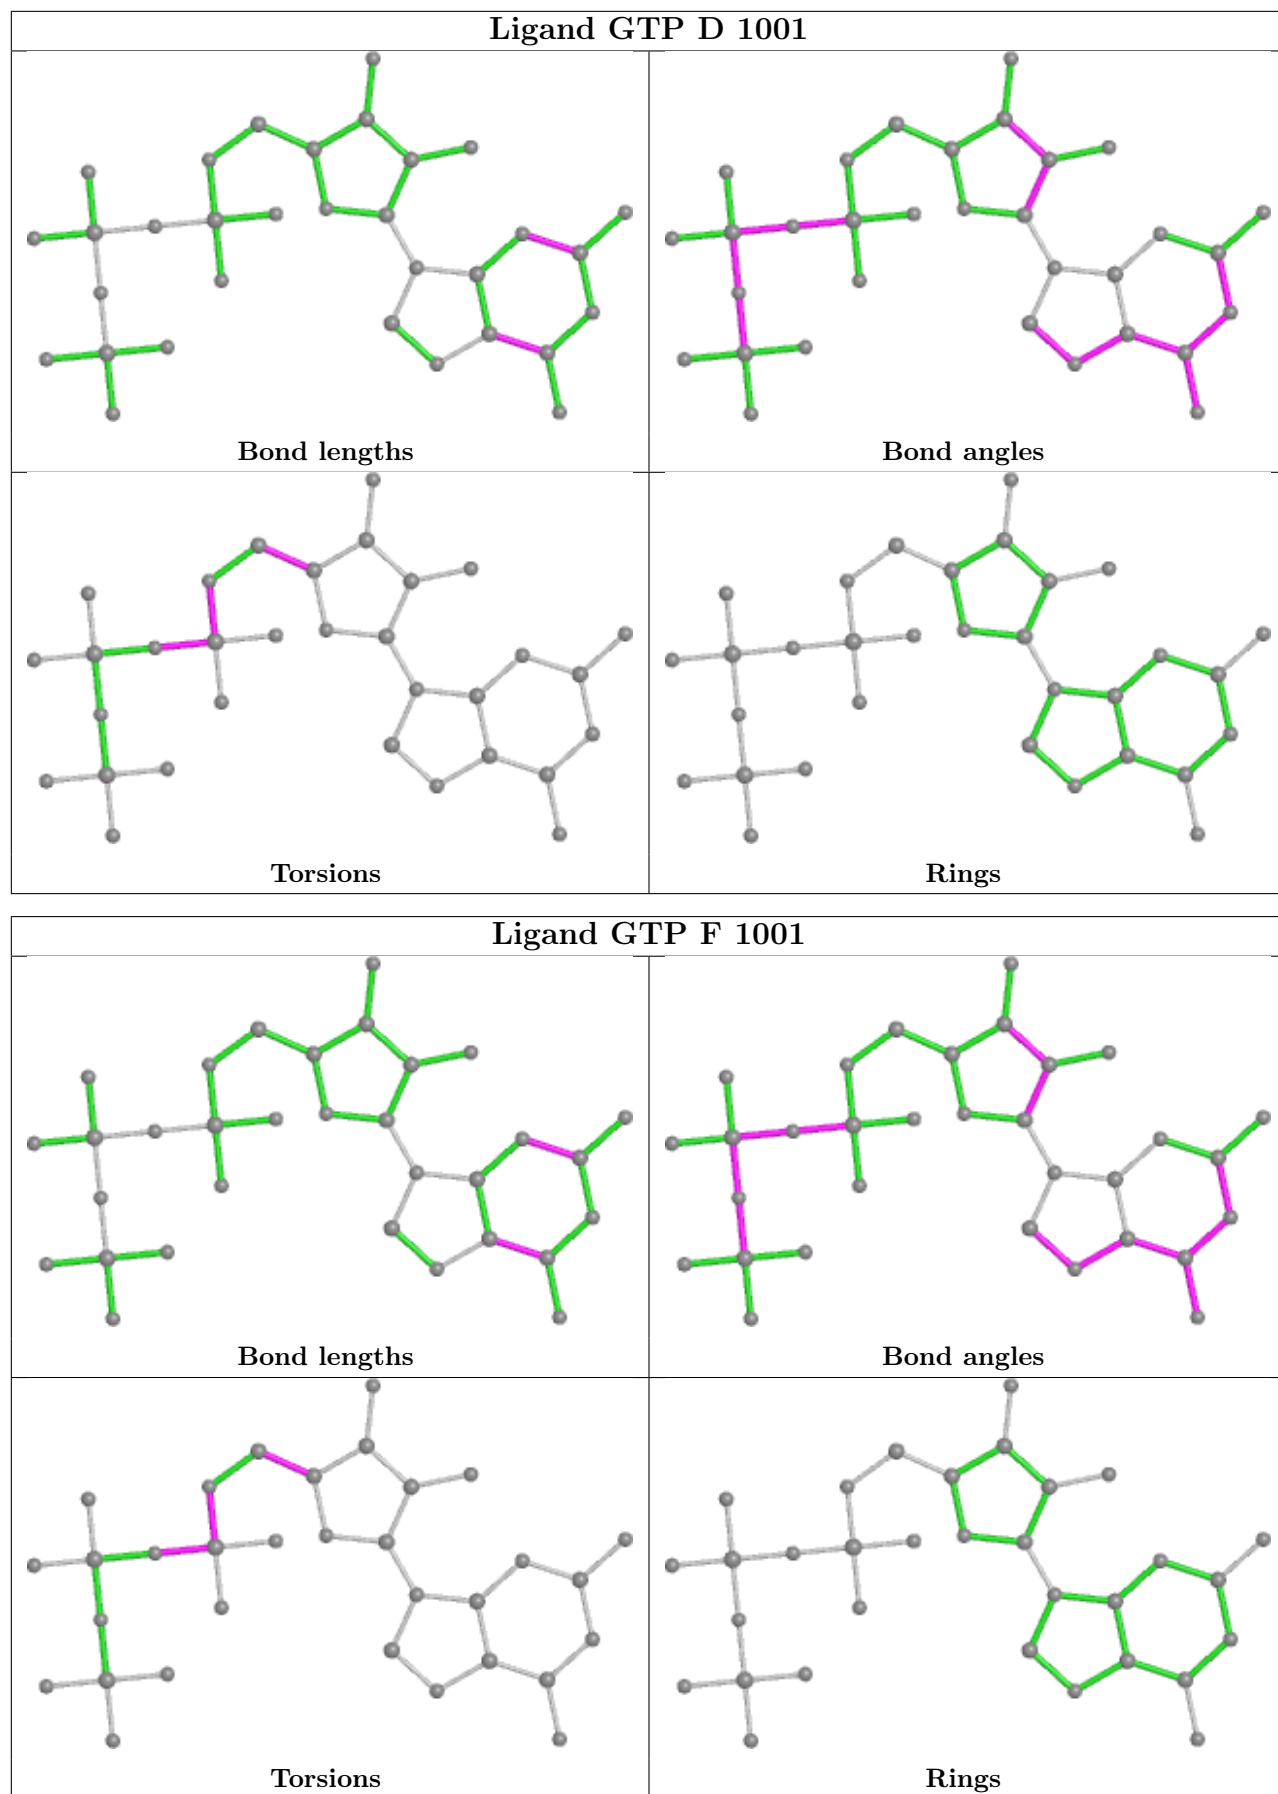 Ligand GTP D 1001
Bond lengths
Bond angles
Torsions
Rings
Ligand GTP F 1001
Bond lengths
Bond angles
Torsions
Rings